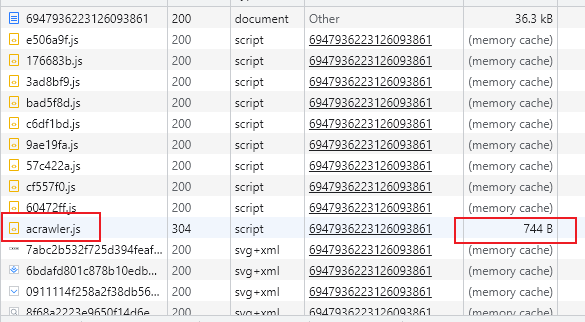 6947936223126093861 200 document Other 36.3 kB
e506a9f.js 200 script 6947936223126093861 (memory cache)
176683b.js 200 script 6947936223126093861 (memory cache)
3ad8bf9.js 200 script 6947936223126093861 (memory cache)
bad5f8d.js 200 script 6947936223126093861 (memory cache)
c6df1bd.js 200 script 6947936223126093861 (memory cache)
9ae19fa.js 200 script 6947936223126093861 (memory cache)
57c422a.js 200 script 6947936223126093861 (memory cache)
cf557f0.js 200 script 6947936223126093861 (memory cache)
60472ff.js 200 script 6947936223126093861 (memory cache)
acrawler.js 304 script 6947936223126093861 744 B
7abc2b532f725d394feaf... 200 svg+xml 6947936223126093861 (memory cache)
6bdafd801c878b10edb... 200 svg+xml 6947936223126093861 (memory cache)
0911114f258a2f38db56... 200 svg+xml 6947936223126093861 (memory cache)
8f68a2223e9650f14d6e... 200 svg+xml 6947936223126093861 (memory cache)